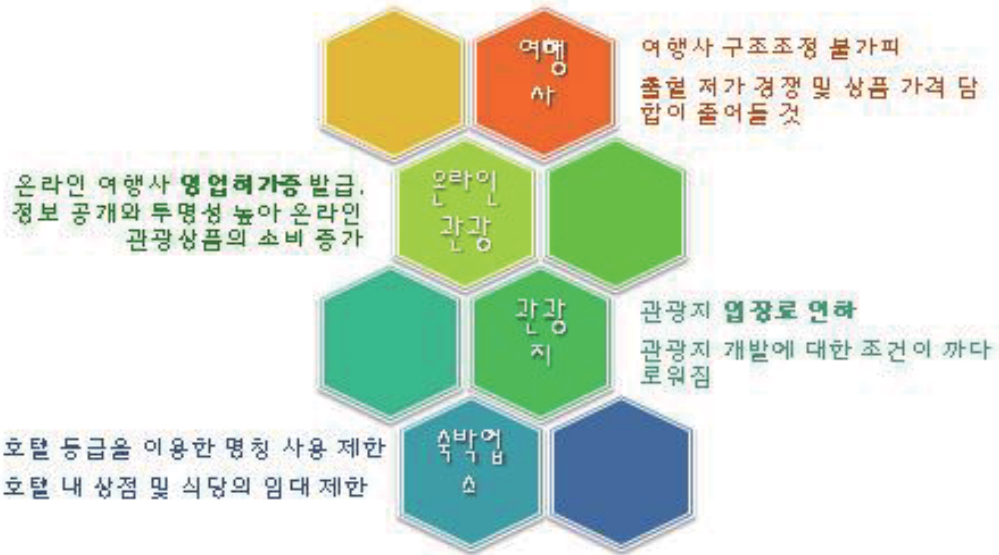 여행
사
여행사 구조조정 불가피
출혈 저가 경쟁 및 상품 가격 담
합이 줄어들 것
온라인
관광
온라인 여행사 영업허가증 발급.
정보 공개와 투명성 높아 온라인
관광상품의 소비 증가
관광
지
관광지 입장료 인하
관광지 개발에 대한 조건이 까다
로워짐
숙박업
소
호텔 등급을 이용한 명칭 사용 제한
호텔 내 상점 및 식당의 임대 제한